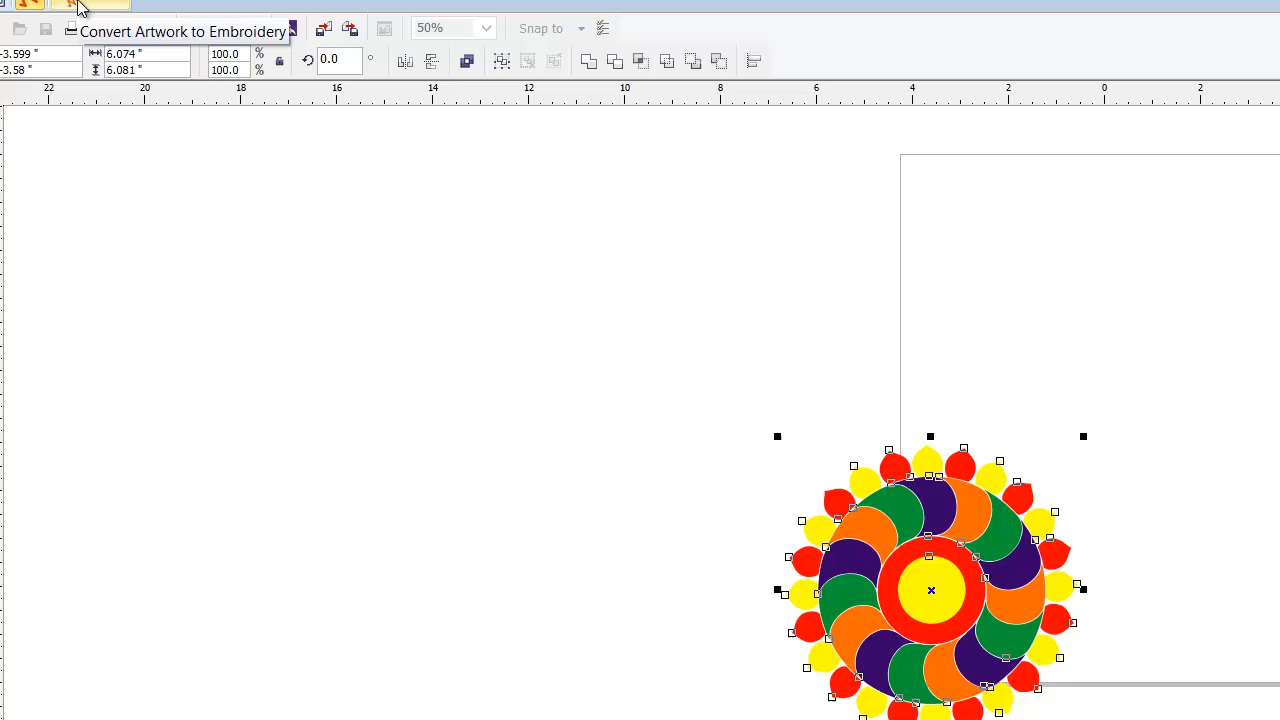 50%
Snap to
Convert Artwork to Embroidery
-3.599 " 6.074 " 100.0 %
-3.58 " 6.081 " 100.0 %
0.0 °
22 20 18 16 14 12 10 8 6 4 2 0 2